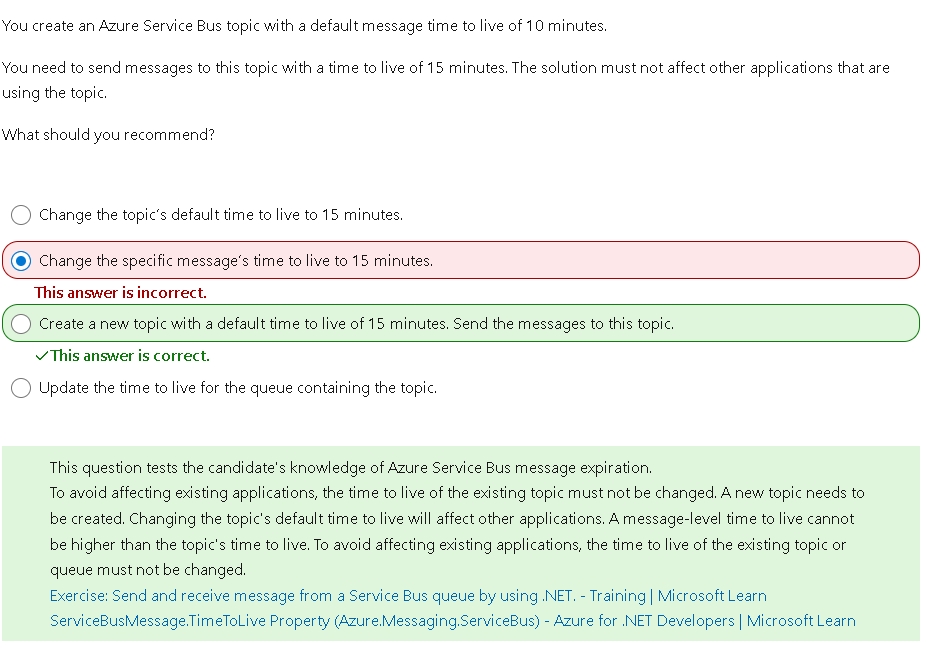 You create an Azure Service Bus topic with a default message time to live of 10 minutes.
You need to send messages to this topic with a time to live of 15 minutes. The solution must not affect other applications that are
using the topic.
What should you recommend?
Change the topic's default time to live to 15 minutes.
Change the specific message's time to live to 15 minutes.
This answer is incorrect.
Create a new topic with a default time to live of 15 minutes. Send the messages to this topic.
This answer is correct.
Update the time to live for the queue containing the topic.
This question tests the candidate's knowledge of Azure Service Bus message expiration.
To avoid affecting existing applications, the time to live of the existing topic must not be changed. A new topic needs to
be created. Changing the topic's default time to live will affect other applications. A message-level time to live cannot
be higher than the topic's time to live. To avoid affecting existing applications, the time to live of the existing topic or
queue must not be changed.
Exercise: Send and receive message from a Service Bus queue by using .NET. - Training | Microsoft Learn
ServiceBusMessage.TimeToLive Property (Azure.Messaging.ServiceBus) - Azure for .NET Developers | Microsoft Learn